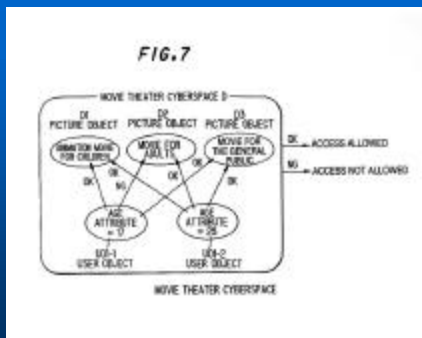 FIG.7
MOVIE THEATER CYBERSPACE D
D1 D2 D3
PICTURE OBJECT PICTURE OBJECT PICTURE OBJECT
ANIMATION MOVIE
FOR CHILDREN
MOVIE FOR
ADULTS
MOVIE FOR
THE GENERAL
PUBLIC
OK ACCESS ALLOWED
NG ACCESS NOT ALLOWED
OK
OK
OK
NG
OK
OK
AGE
ATTRIBUTE
= 17
AGE
ATTRIBUTE
UO1-1
USER OBJECT
UO1-2
USER OBJECT
MOVIE THEATER CYBERSPACE